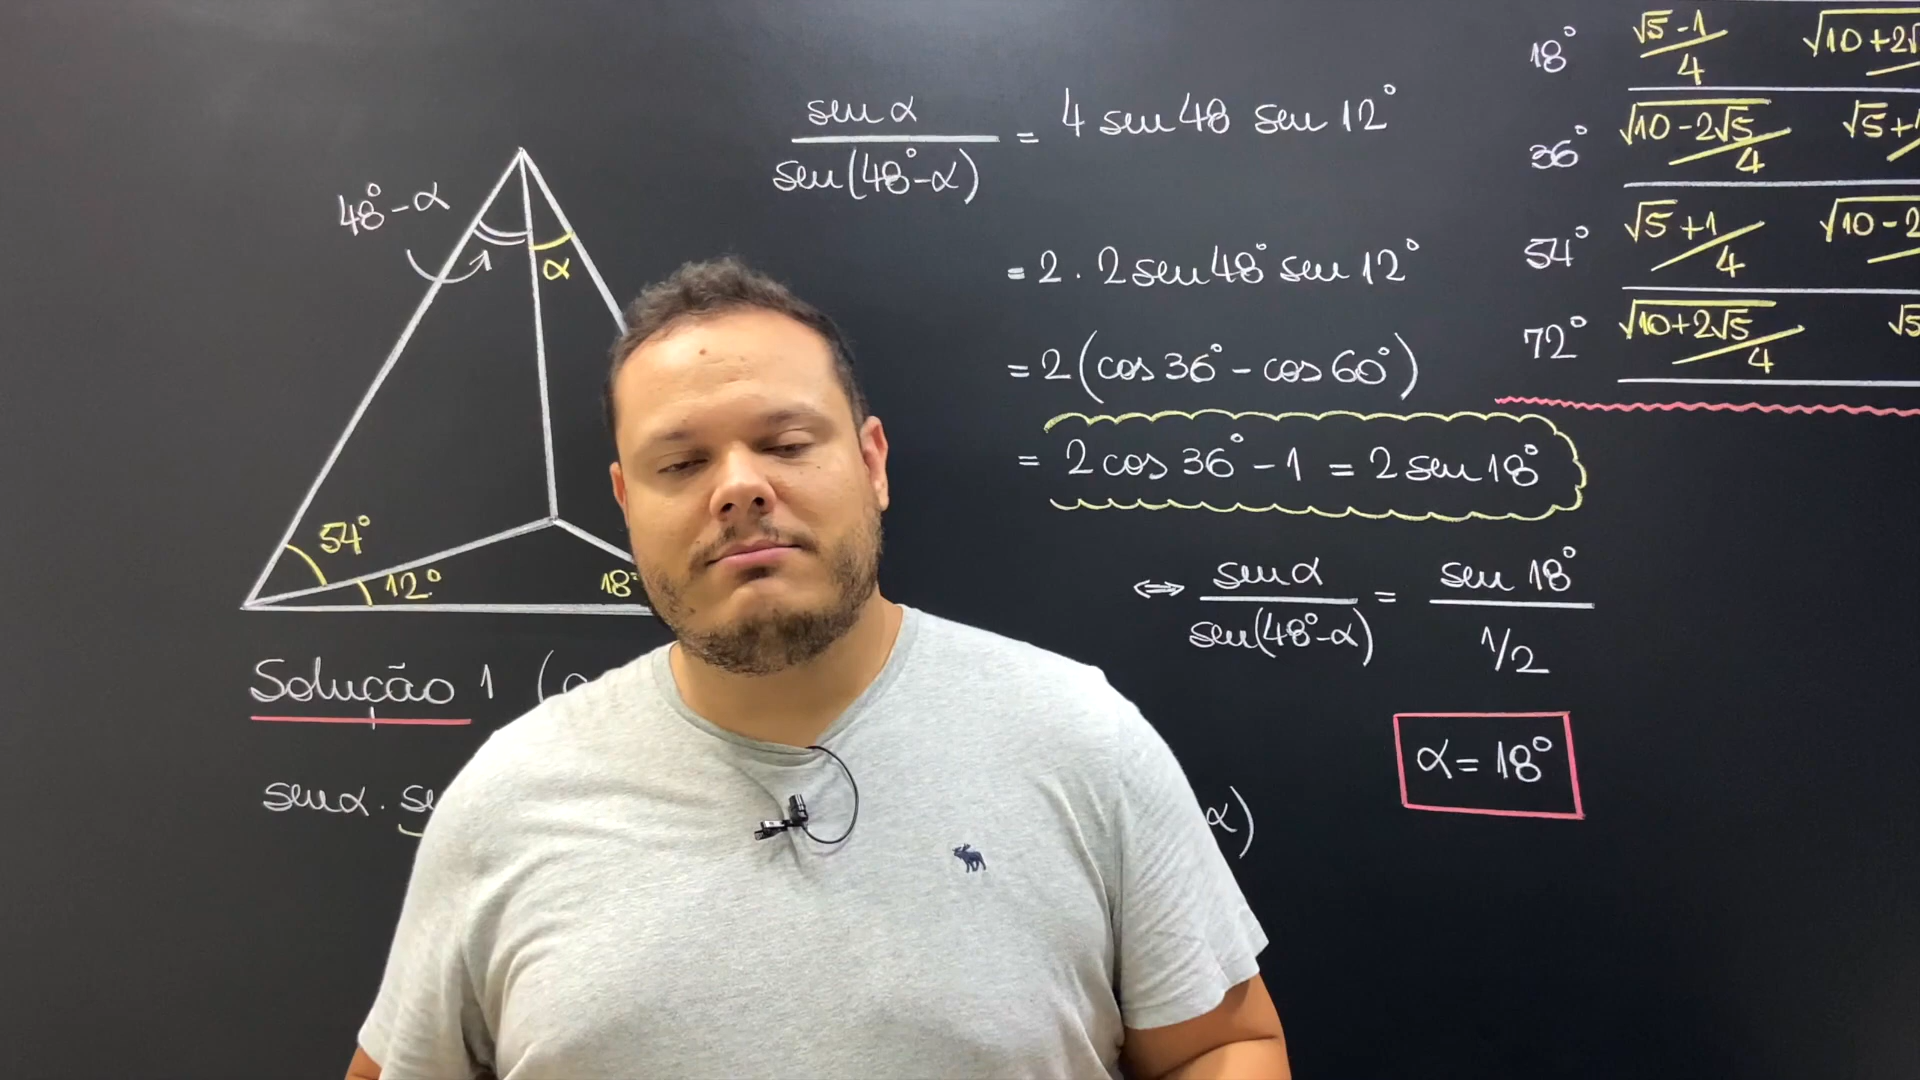 48° - α
α
54°
12°
18°
Solução 1
senα .
sen α / sen(48° - α) = 4 sen 48 sen 12°
= 2 . 2 sen 48° sen 12°
= 2(cos 36° - cos 60°)
= 2 cos 36° - 1 = 2 sen 18°
⇔ sen α / sen(48° - α) = sen 18° / 1/2
α = 18°
α)
18° √5 - 1 / 4 √10 + 2√
36° √10 - 2√5 / 4 √5 +
54° √5 + 1 / 4 √10 - 2
72° √10 + 2√5 / 4 √5